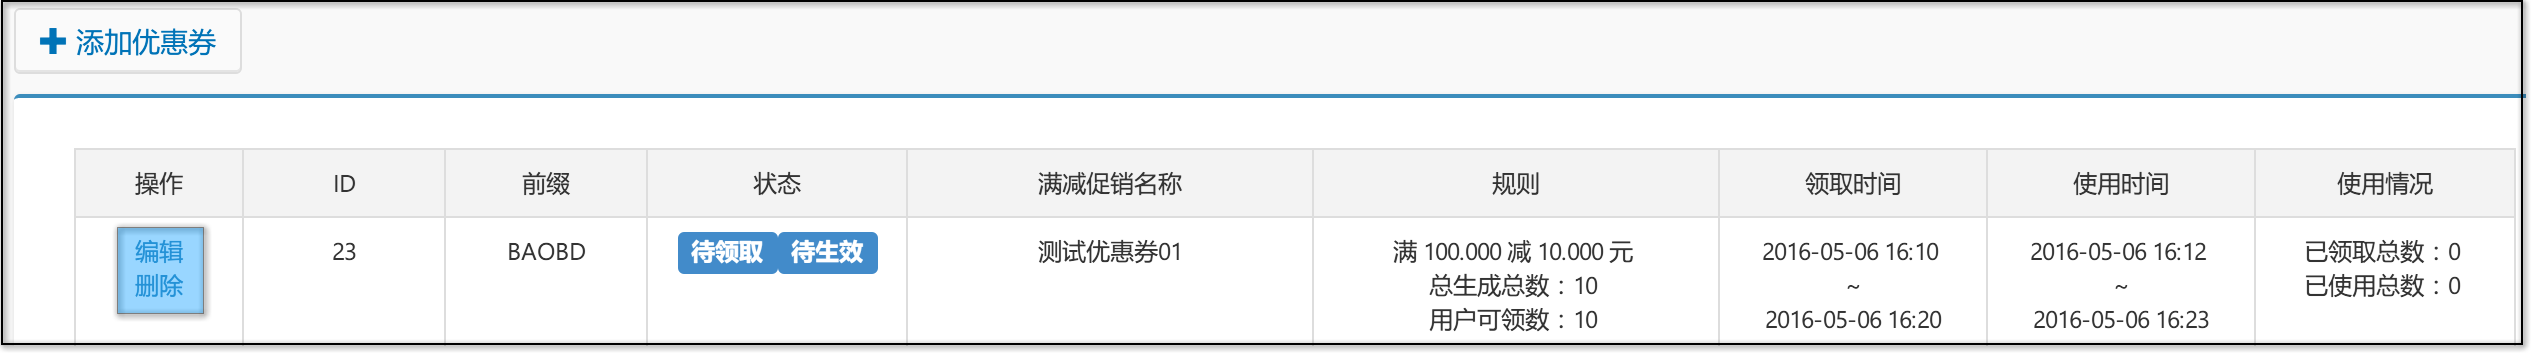 添加优惠券
操作 ID 前缀 状态 满减促销名称 规则 领取时间 使用时间 使用情况
编辑 23 BAOBD 待领取 待生效 测试优惠券01 满 100.000 减 10.000 元 2016-05-06 16:10 2016-05-06 16:12 已领取总数：0
删除 总生成总数：10 ~ ~ 已使用总数：0
用户可领数：10 2016-05-06 16:20 2016-05-06 16:23